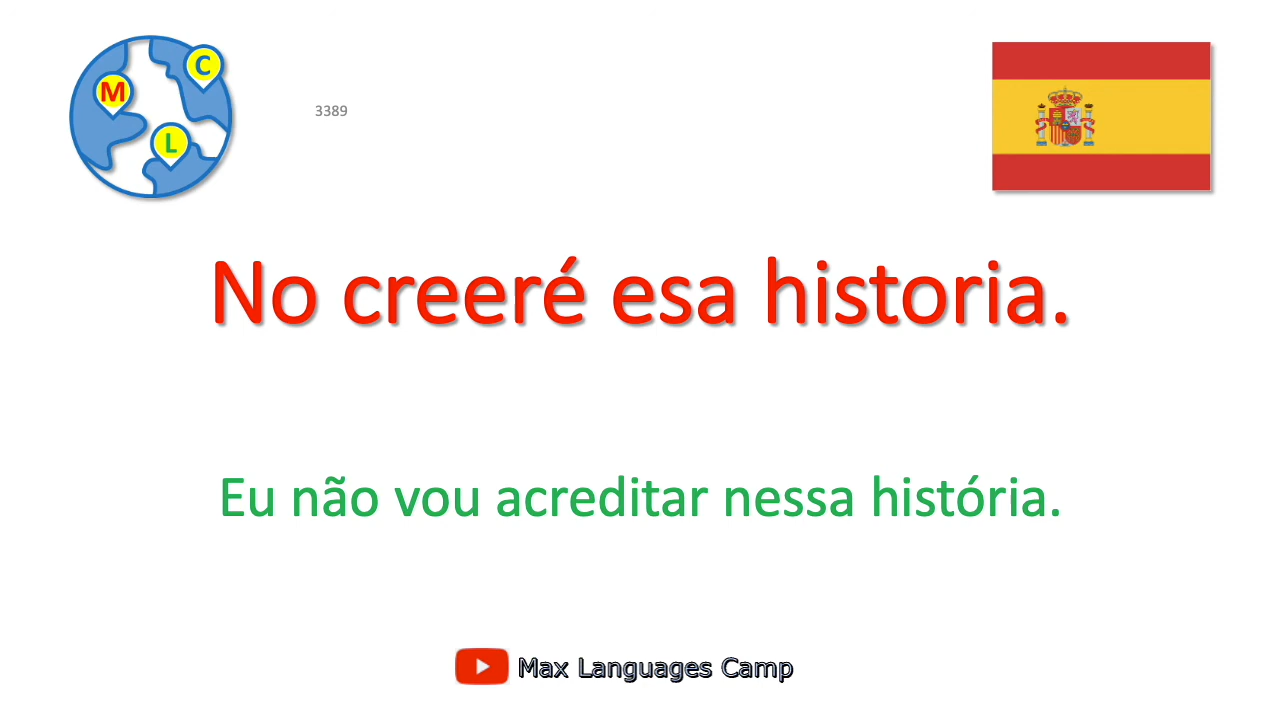 M
C
L
3389
No creeré esa historia.
Eu não vou acreditar nessa história.
Max Languages Camp